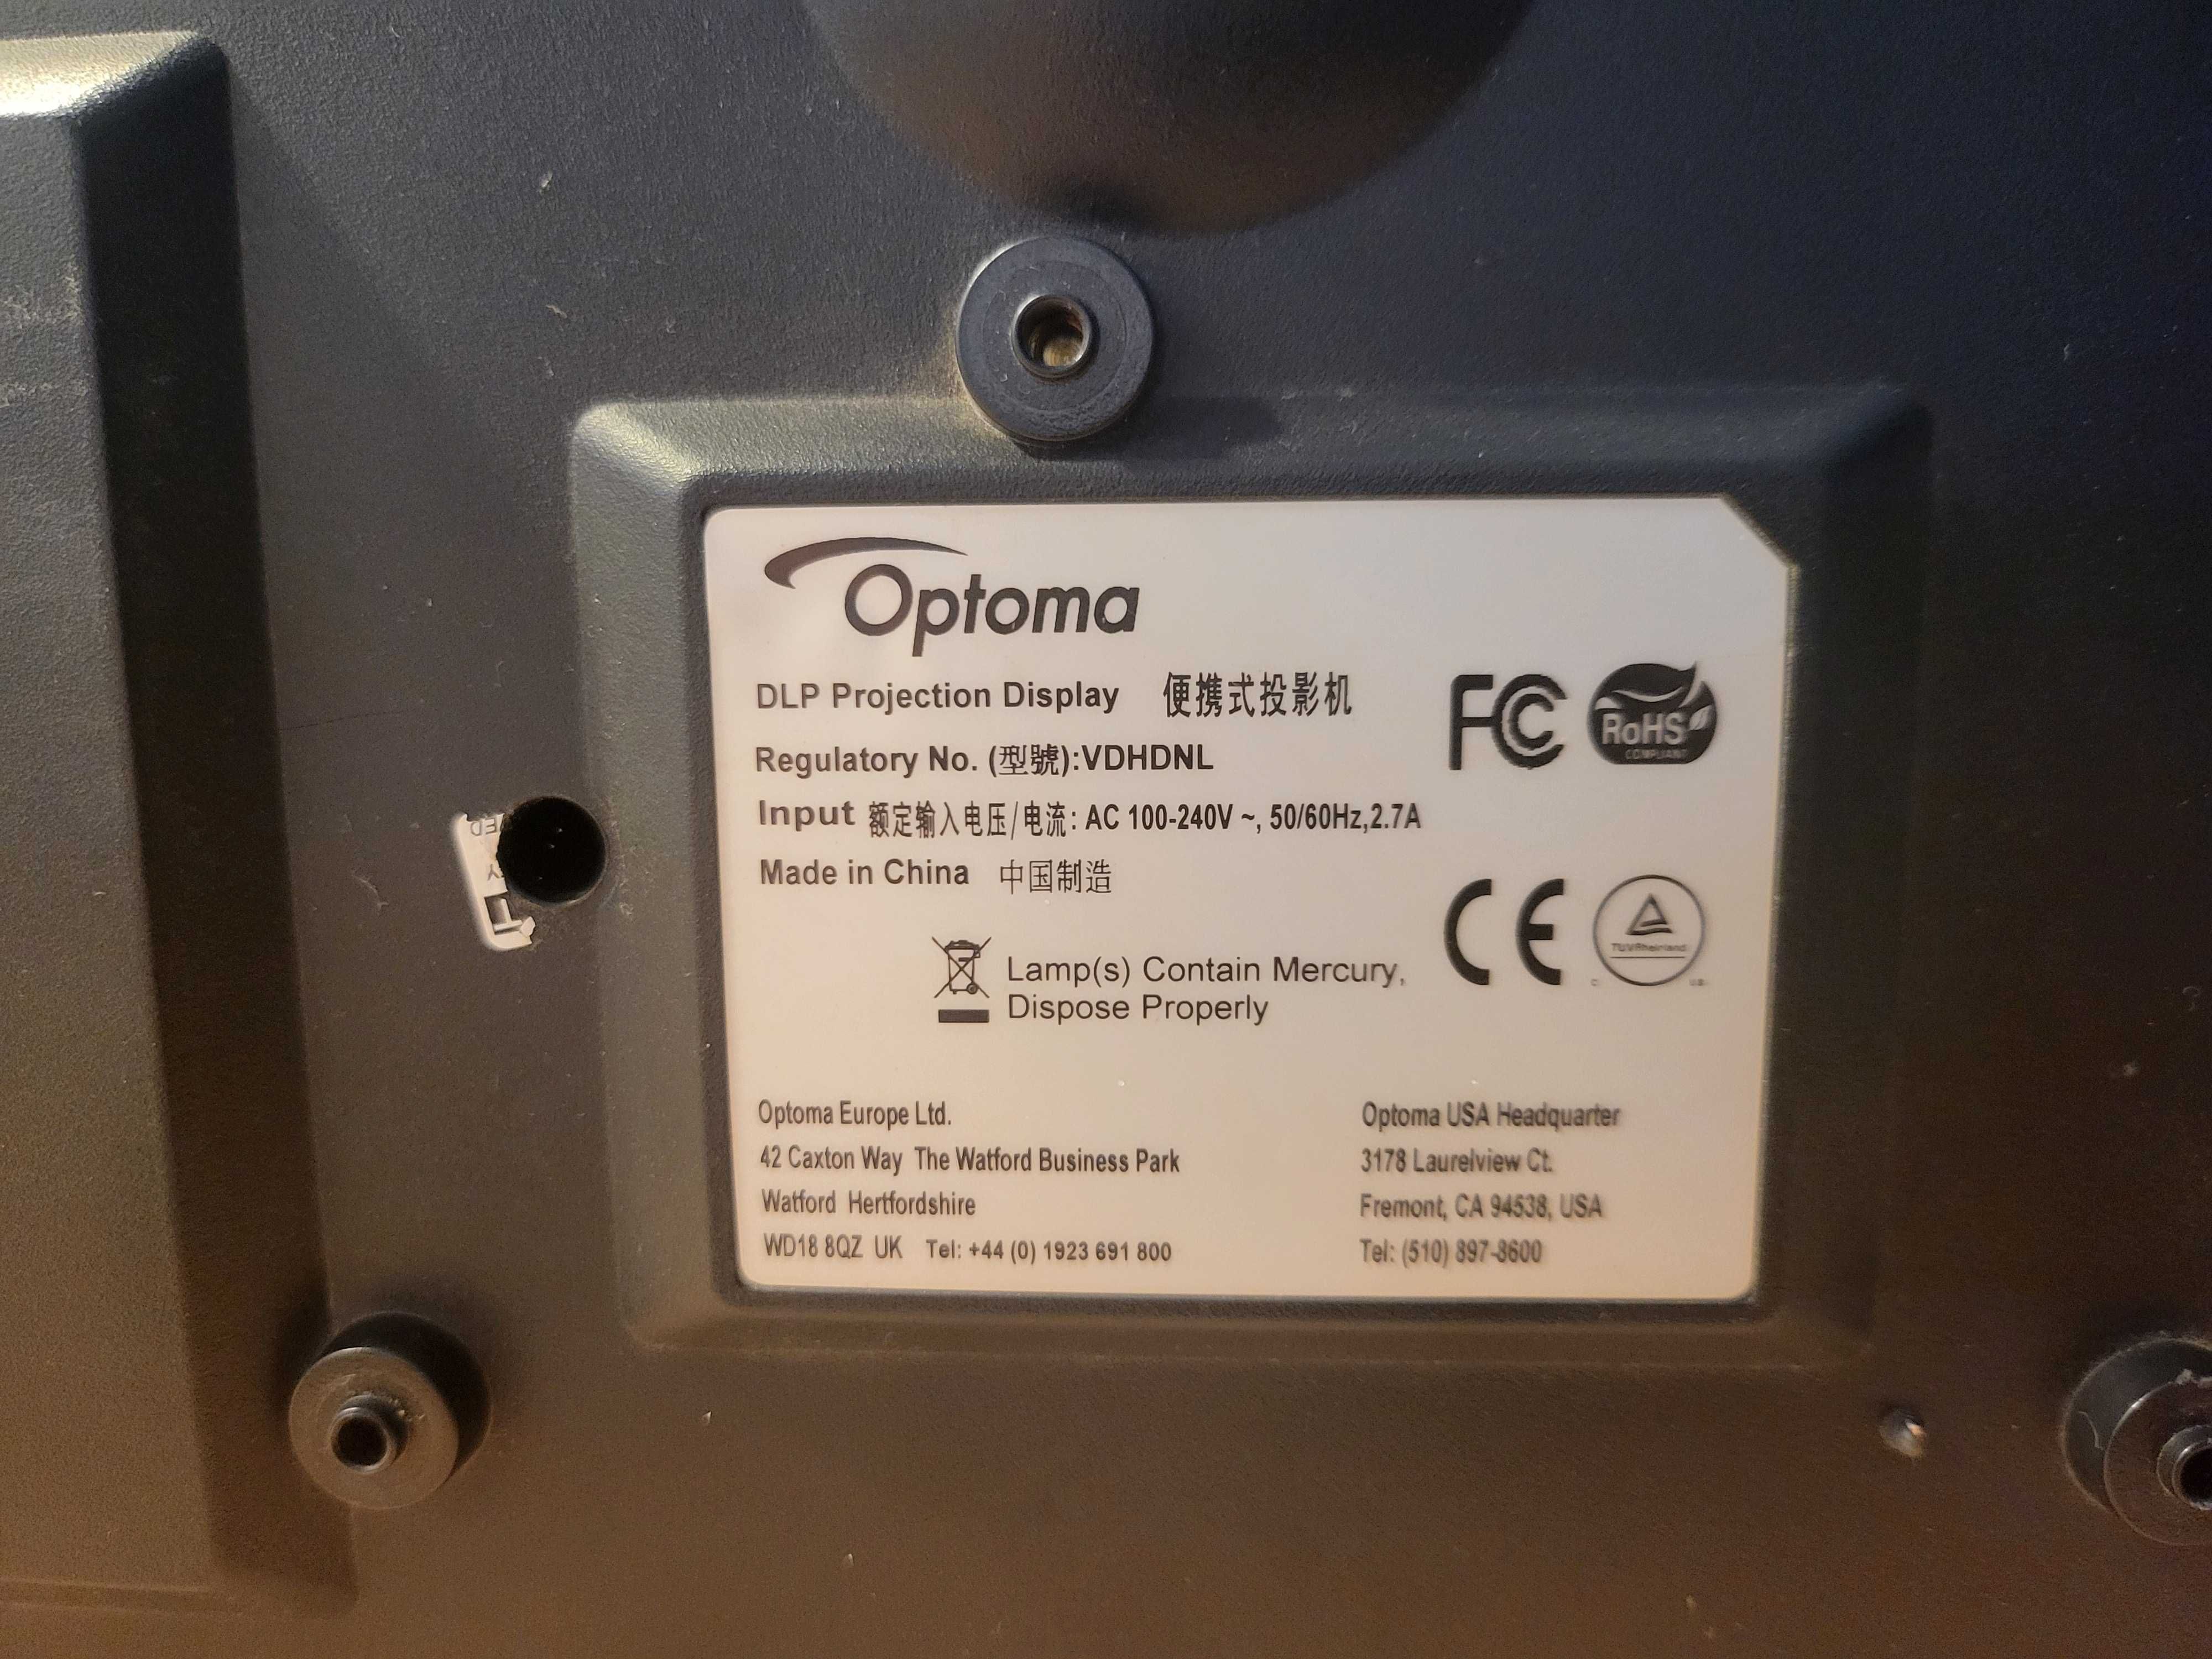 Optoma
DLP Projection Display 便携式投影机
Regulatory No. (型號):VDHDNL
Input 额定输入电压/电流: AC 100-240V ~, 50/60Hz,2.7A
Made in China 中国制造
FC
RoHS
COMPLIANT
CE
TUVRheinland
Lamp(s) Contain Mercury,
Dispose Properly
Optoma Europe Ltd.
42 Caxton Way The Watford Business Park
Watford Hertfordshire
WD18 8QZ UK Tel: +44 (0) 1923 691 800
Optoma USA Headquarter
3178 Laurelview Ct.
Fremont, CA 94538, USA
Tel: (510) 897-8600